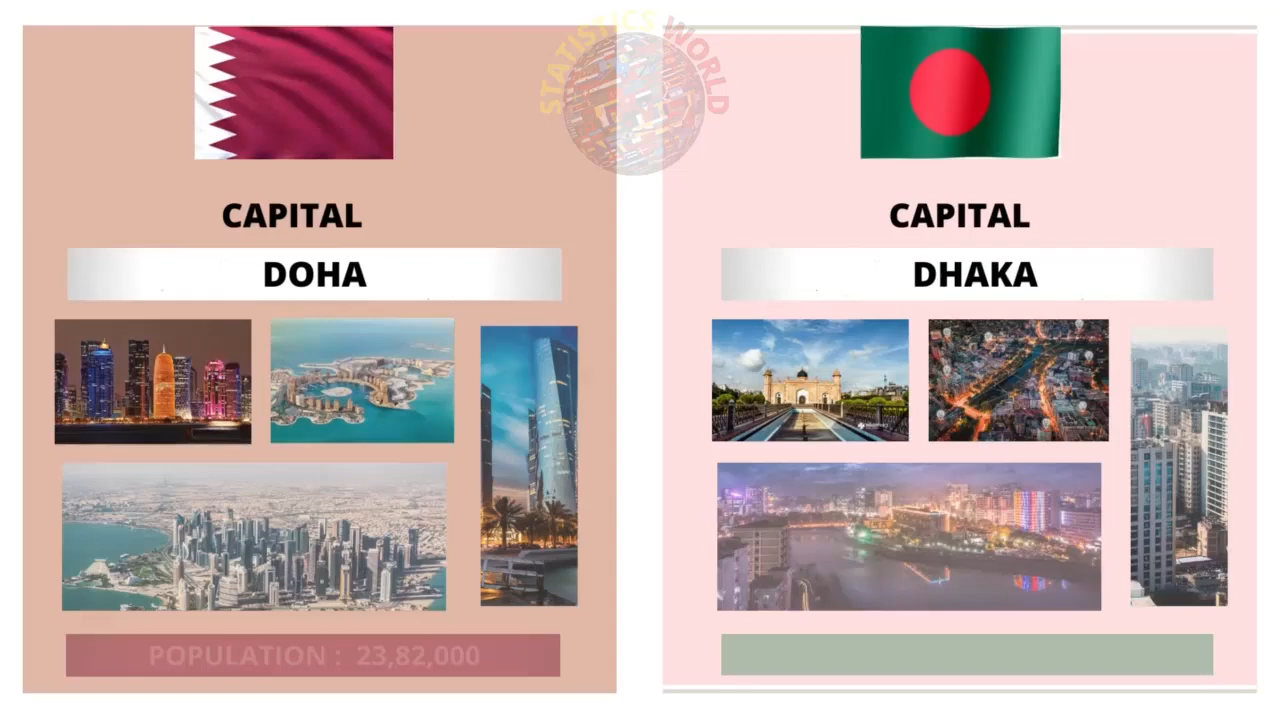 STATISTICS WORLD
CAPITAL
DOHA
POPULATION : 23,82,000
CAPITAL
DHAKA